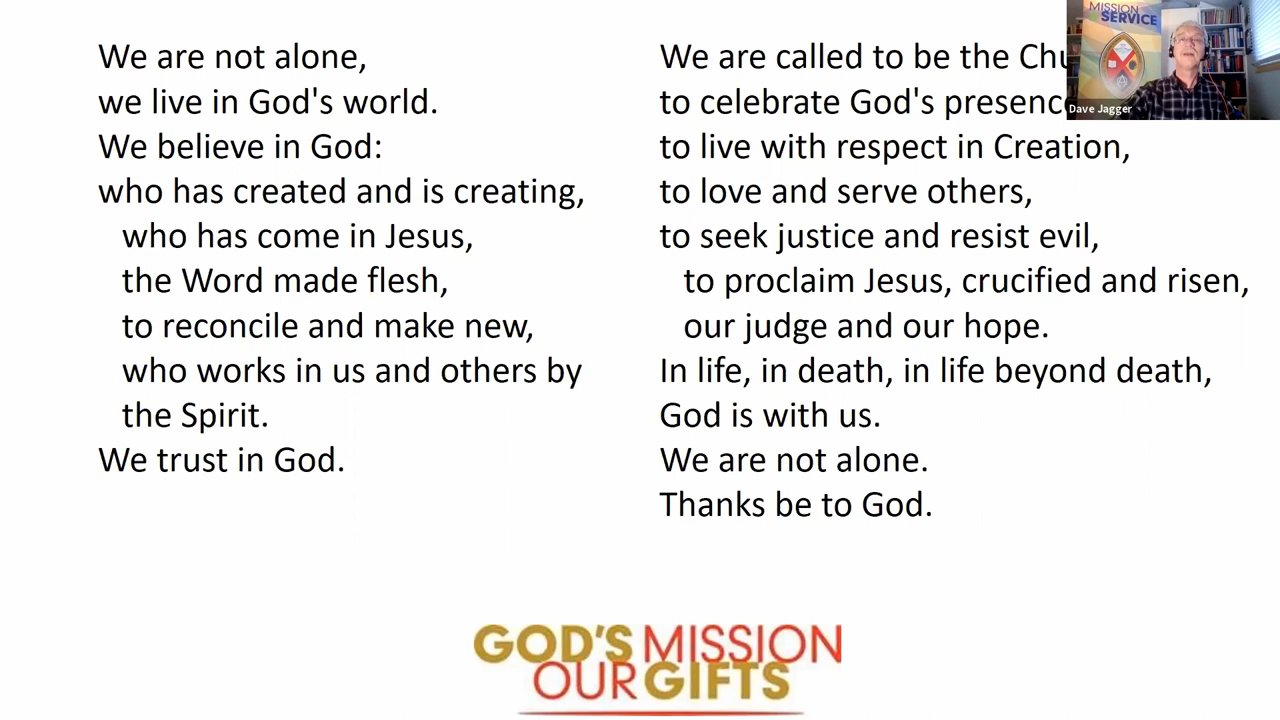 We are not alone,
we live in God's world.
We believe in God:
who has created and is creating,
who has come in Jesus,
the Word made flesh,
to reconcile and make new,
who works in us and others by
the Spirit.
We trust in God.
We are called to be the
to celebrate God's
to live with respect in Creation,
to love and serve others,
to seek justice and resist evil,
to proclaim Jesus, crucified and risen,
our judge and our hope.
In life, in death, in life beyond death,
God is with us.
We are not alone.
Thanks be to God.
MISSION
SERVICE
Dave Jagger
GOD'S MISSION
OUR GIFTS